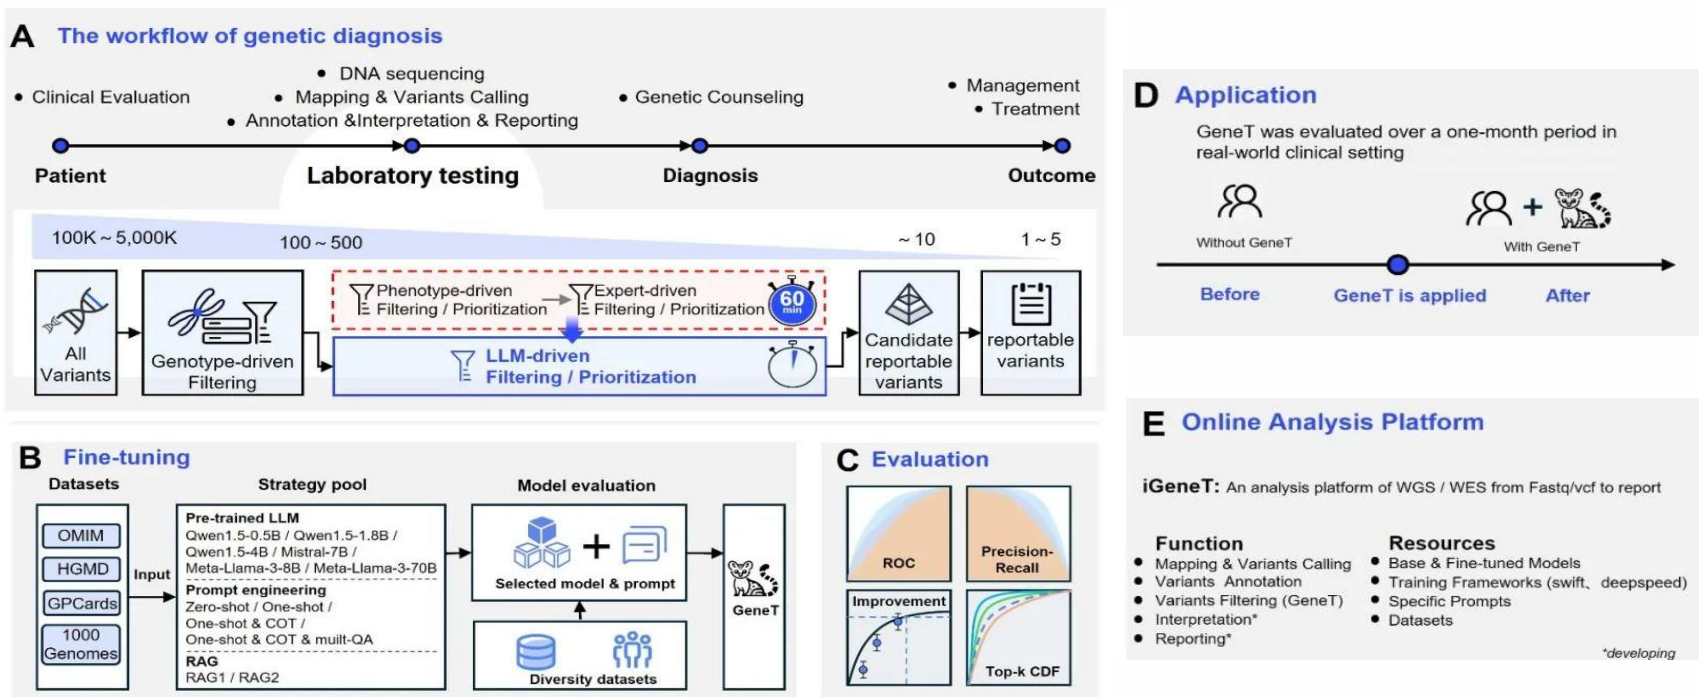 A The workflow of genetic diagnosis
• Clinical Evaluation
• DNA sequencing
• Mapping & Variants Calling
• Annotation &Interpretation & Reporting
• Genetic Counseling
• Management
• Treatment
Patient
Laboratory testing
Diagnosis
Outcome
100K ~ 5,000K
100 ~ 500
~ 10
1 ~ 5
All
Variants
Genotype-driven
Filtering
Phenotype-driven
Filtering / Prioritization
Expert-driven
Filtering / Prioritization
60
min
LLM-driven
Filtering / Prioritization
Candidate
reportable
variants
reportable
variants
B Fine-tuning
Datasets
Strategy pool
Model evaluation
OMIM
HGMD
GPCards
1000
Genomes
Input
Pre-trained LLM
Qwen1.5-0.5B / Qwen1.5-1.8B /
Qwen1.5-4B / Mistral-7B /
Meta-Llama-3-8B / Meta-Llama-3-70B
Prompt engineering
Zero-shot / One-shot /
One-shot & COT /
One-shot & COT & muilt-QA
RAG
RAG1 / RAG2
Selected model & prompt
Diversity datasets
GeneT
C Evaluation
ROC
Precision-
Recall
Improvement
Top-k CDF
D Application
GeneT was evaluated over a one-month period in
real-world clinical setting
Without GeneT
+
With GeneT
Before
GeneT is applied
After
E Online Analysis Platform
iGeneT: An analysis platform of WGS / WES from Fastq/vcf to report
Function
• Mapping & Variants Calling
• Variants Annotation
• Variants Filtering (GeneT)
• Interpretation*
• Reporting*
Resources
• Base & Fine-tuned Models
• Training Frameworks (swift、deepspeed)
• Specific Prompts
• Datasets
*developing